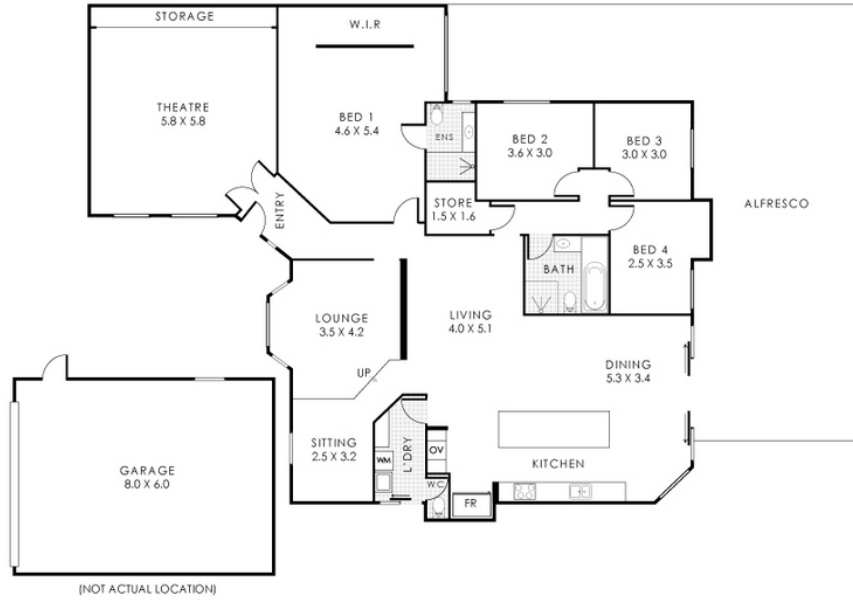 STORAGE
W.I.R
THEATRE
5.8 X 5.8
BED 1
4.6 X 5.4
ENS
BED 2
3.6 X 3.0
BED 3
3.0 X 3.0
STORE
1.5 X 1.6
ENTRY
ALFRESCO
BED 4
2.5 X 3.5
BATH
LOUNGE
3.5 X 4.2
LIVING
4.0 X 5.1
UP
DINING
5.3 X 3.4
SITTING
2.5 X 3.2
L'DRY
WM
OV
KITCHEN
WC
FR
GARAGE
8.0 X 6.0
(NOT ACTUAL LOCATION)